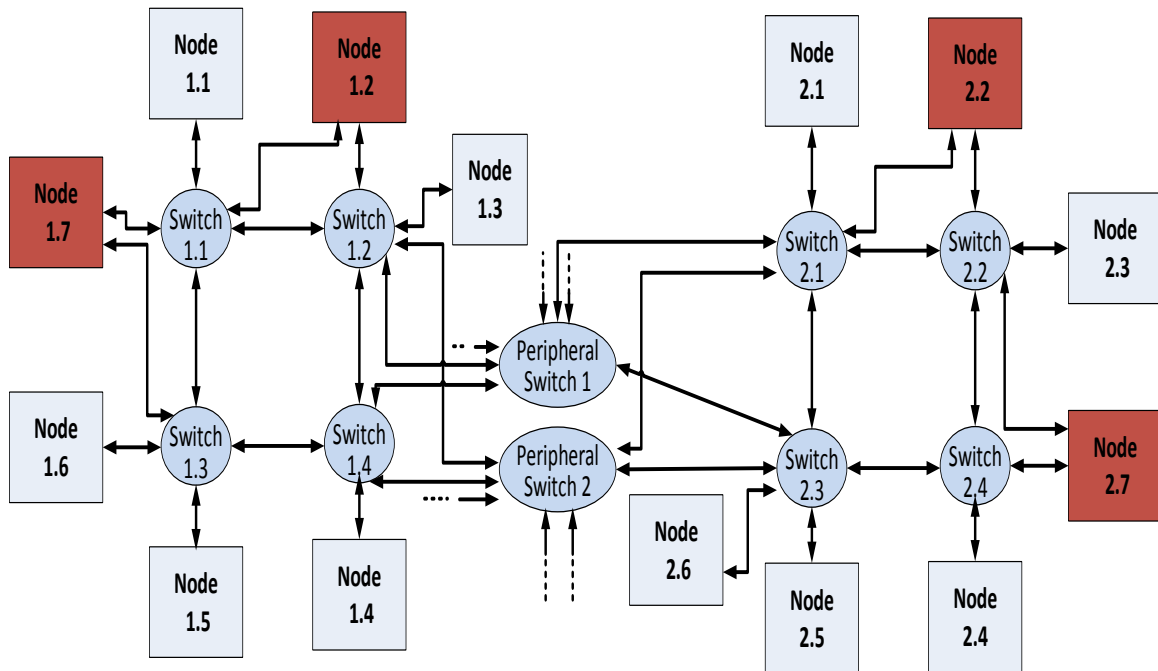 Node
1.1
Node
1.2
Node
2.1
Node
2.2
Node
1.3
Node
1.7
Switch
1.1
Switch
1.2
Switch
2.1
Switch
2.2
Node
2.3
Peripheral
Switch 1
Node
1.6
Switch
1.3
Switch
1.4
Peripheral
Switch 2
Switch
2.3
Switch
2.4
Node
2.7
Node
1.5
Node
1.4
Node
2.6
Node
2.5
Node
2.4